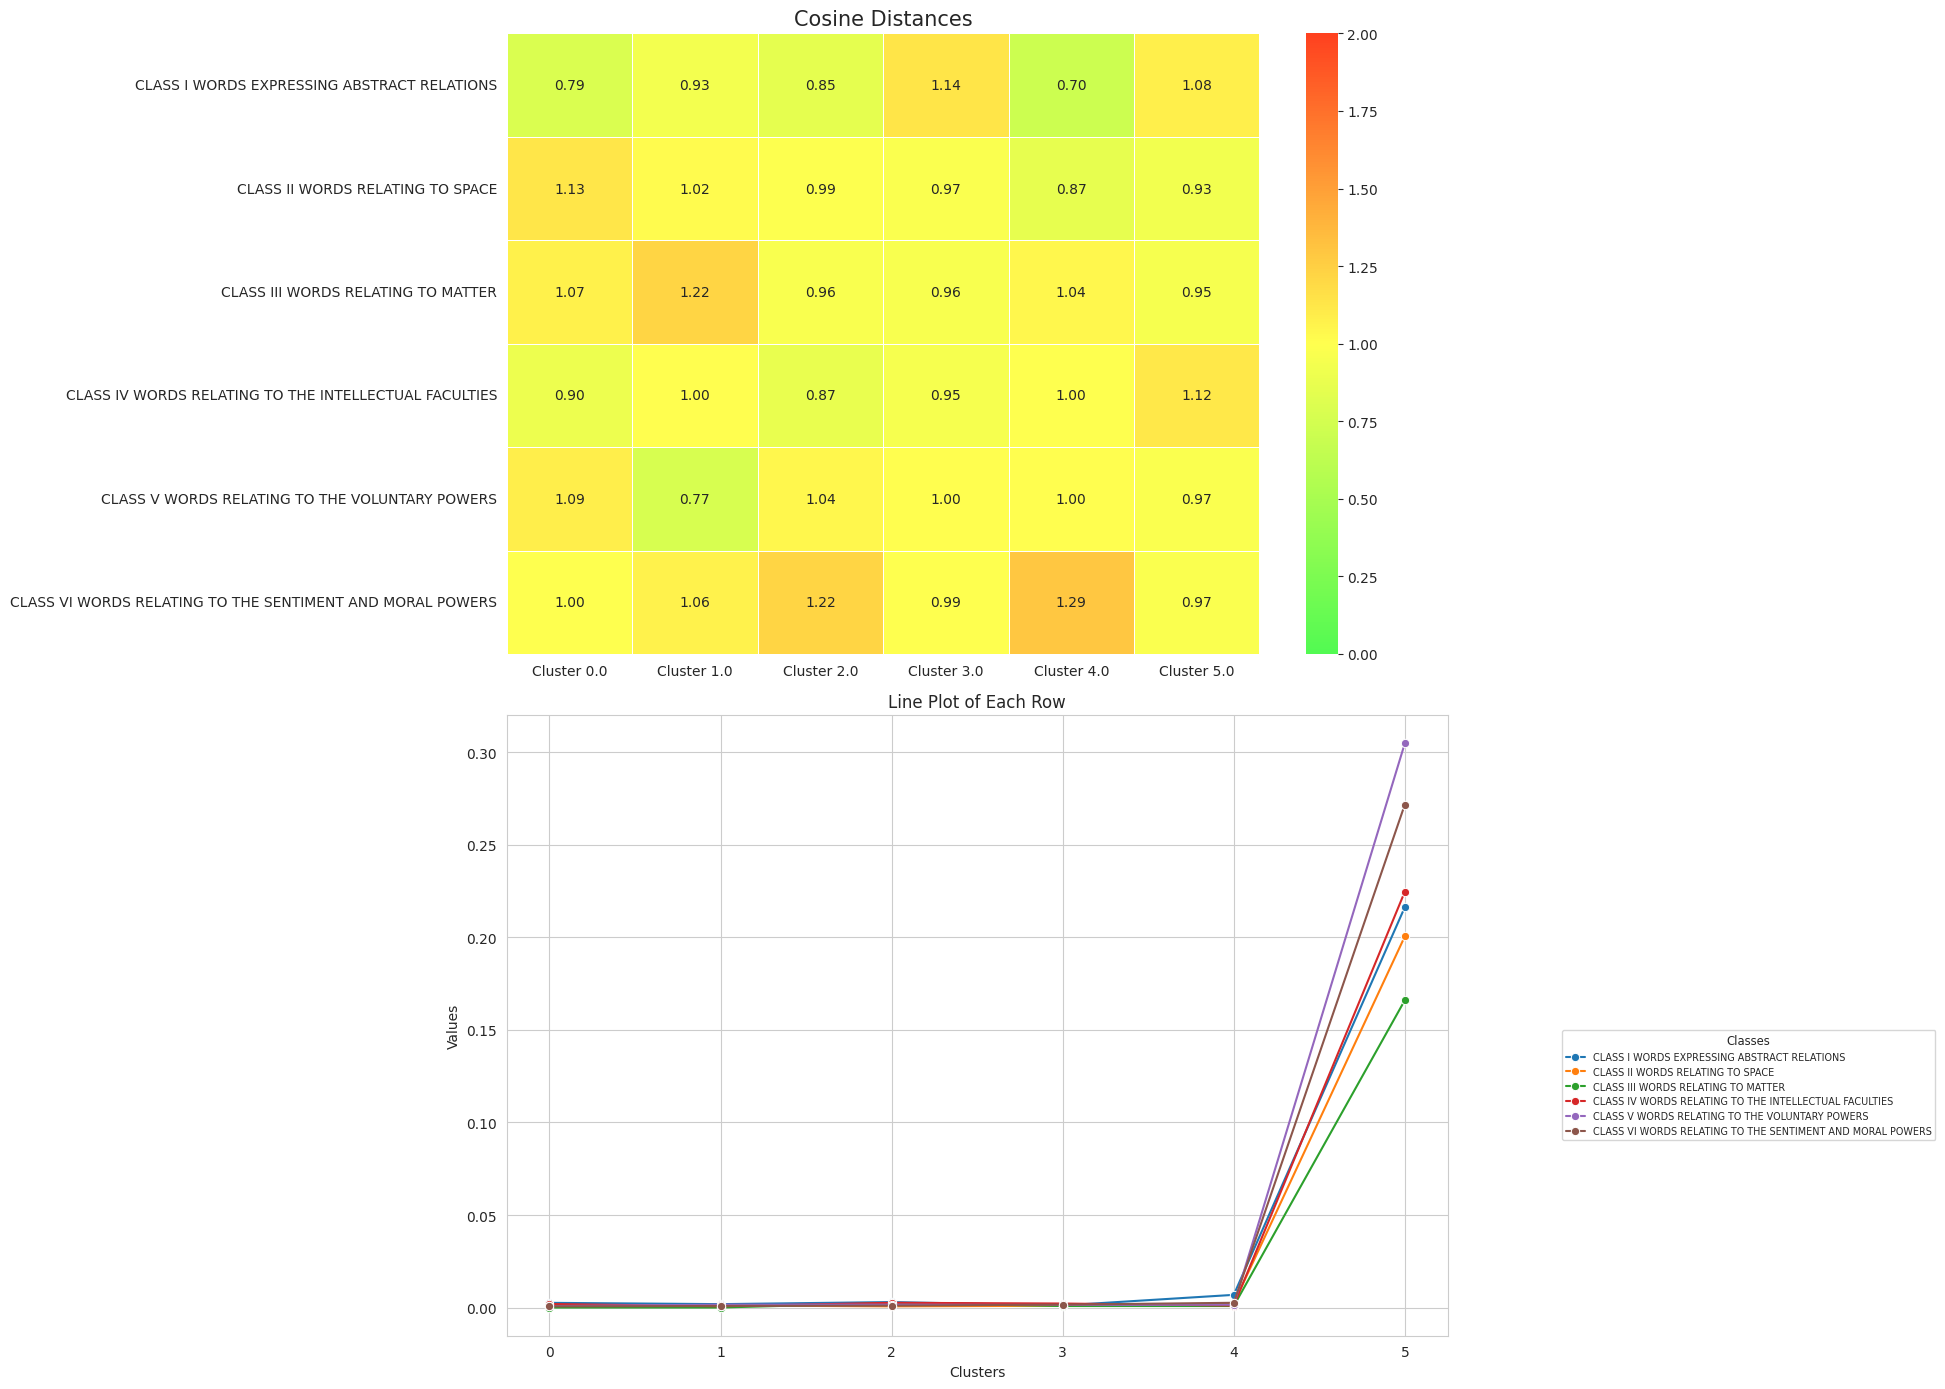 Cosine Distances
CLASS I WORDS EXPRESSING ABSTRACT RELATIONS 0.79 0.93 0.85 1.14 0.70 1.08
CLASS II WORDS RELATING TO SPACE 1.13 1.02 0.99 0.97 0.87 0.93
CLASS III WORDS RELATING TO MATTER 1.07 1.22 0.96 0.96 1.04 0.95
CLASS IV WORDS RELATING TO THE INTELLECTUAL FACULTIES 0.90 1.00 0.87 0.95 1.00 1.12
CLASS V WORDS RELATING TO THE VOLUNTARY POWERS 1.09 0.77 1.04 1.00 1.00 0.97
CLASS VI WORDS RELATING TO THE SENTIMENT AND MORAL POWERS 1.00 1.06 1.22 0.99 1.29 0.97
Cluster 0.0 Cluster 1.0 Cluster 2.0 Cluster 3.0 Cluster 4.0 Cluster 5.0
2.00
1.75
1.50
1.25
1.00
0.75
0.50
0.25
0.00
Line Plot of Each Row
Values
0.30
0.25
0.20
0.15
0.10
0.05
0.00
0 1 2 3 4 5
Clusters
Classes
CLASS I WORDS EXPRESSING ABSTRACT RELATIONS
CLASS II WORDS RELATING TO SPACE
CLASS III WORDS RELATING TO MATTER
CLASS IV WORDS RELATING TO THE INTELLECTUAL FACULTIES
CLASS V WORDS RELATING TO THE VOLUNTARY POWERS
CLASS VI WORDS RELATING TO THE SENTIMENT AND MORAL POWERS